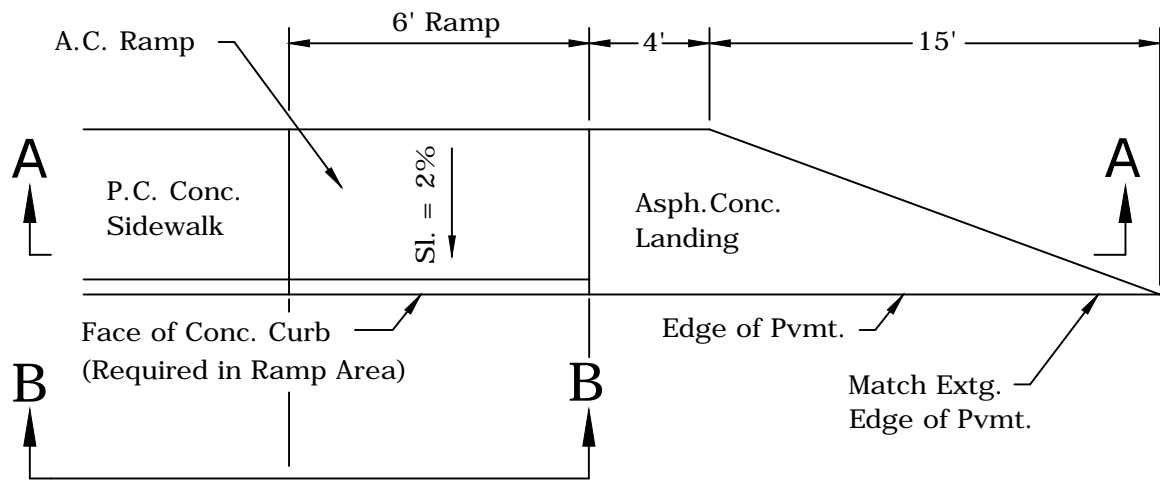 6' Ramp
4'
15'
A.C. Ramp
A
A
P.C. Conc.
Sidewalk
Sl. = 2%
Asph.Conc.
Landing
Face of Conc. Curb
(Required in Ramp Area)
Edge of Pvmt.
B
B
Match Extg.
Edge of Pvmt.